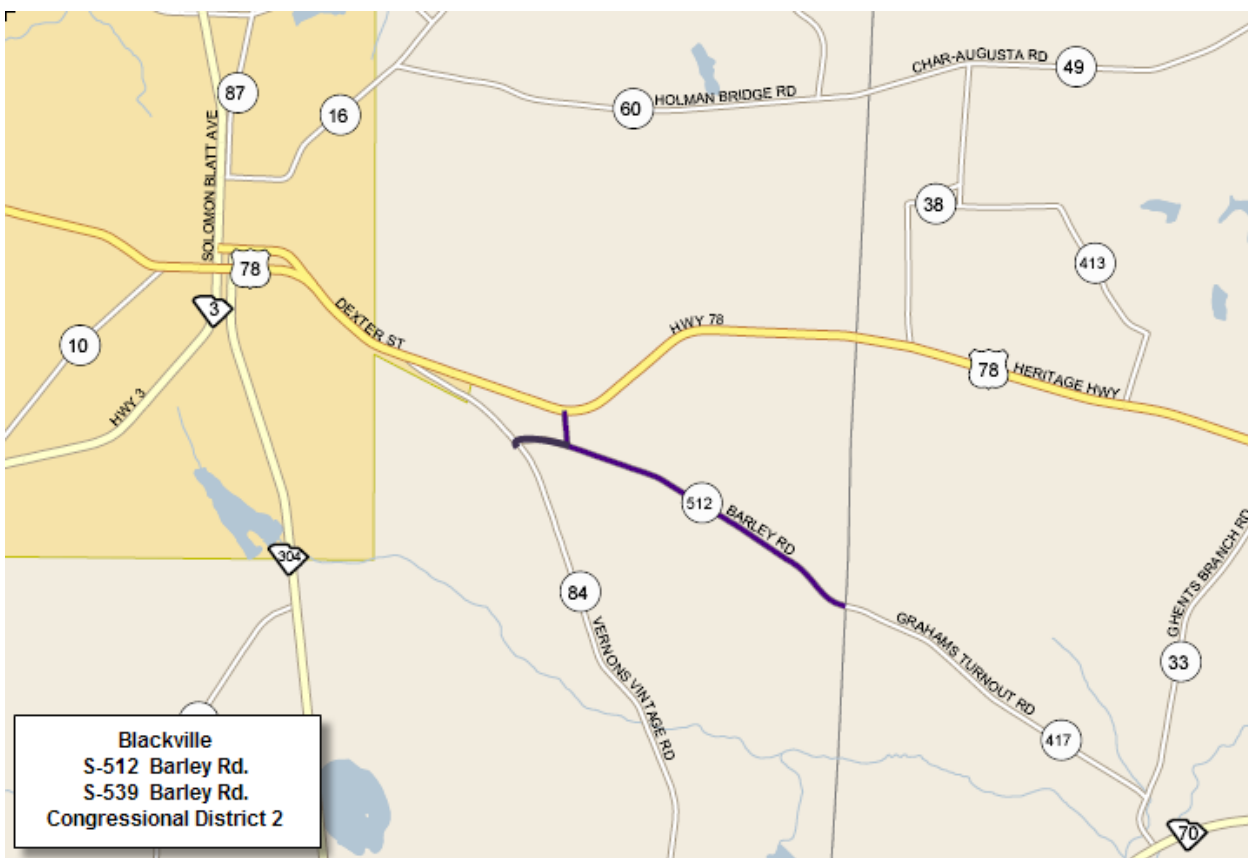 87
16
60
HOLMAN BRIDGE RD
CHAR-AUGUSTA RD
49
SOLOMON BLATT AVE
38
413
78
3
10
HWY 3
DEXTER ST
HWY 78
78
HERITAGE HWY
512
BARLEY RD
304
84
VERNONS VINTAGE RD
GRAHAMS TURNOUT RD
417
GHENTS BRANCH RD
33
70
Blackville
S-512 Barley Rd.
S-539 Barley Rd.
Congressional District 2